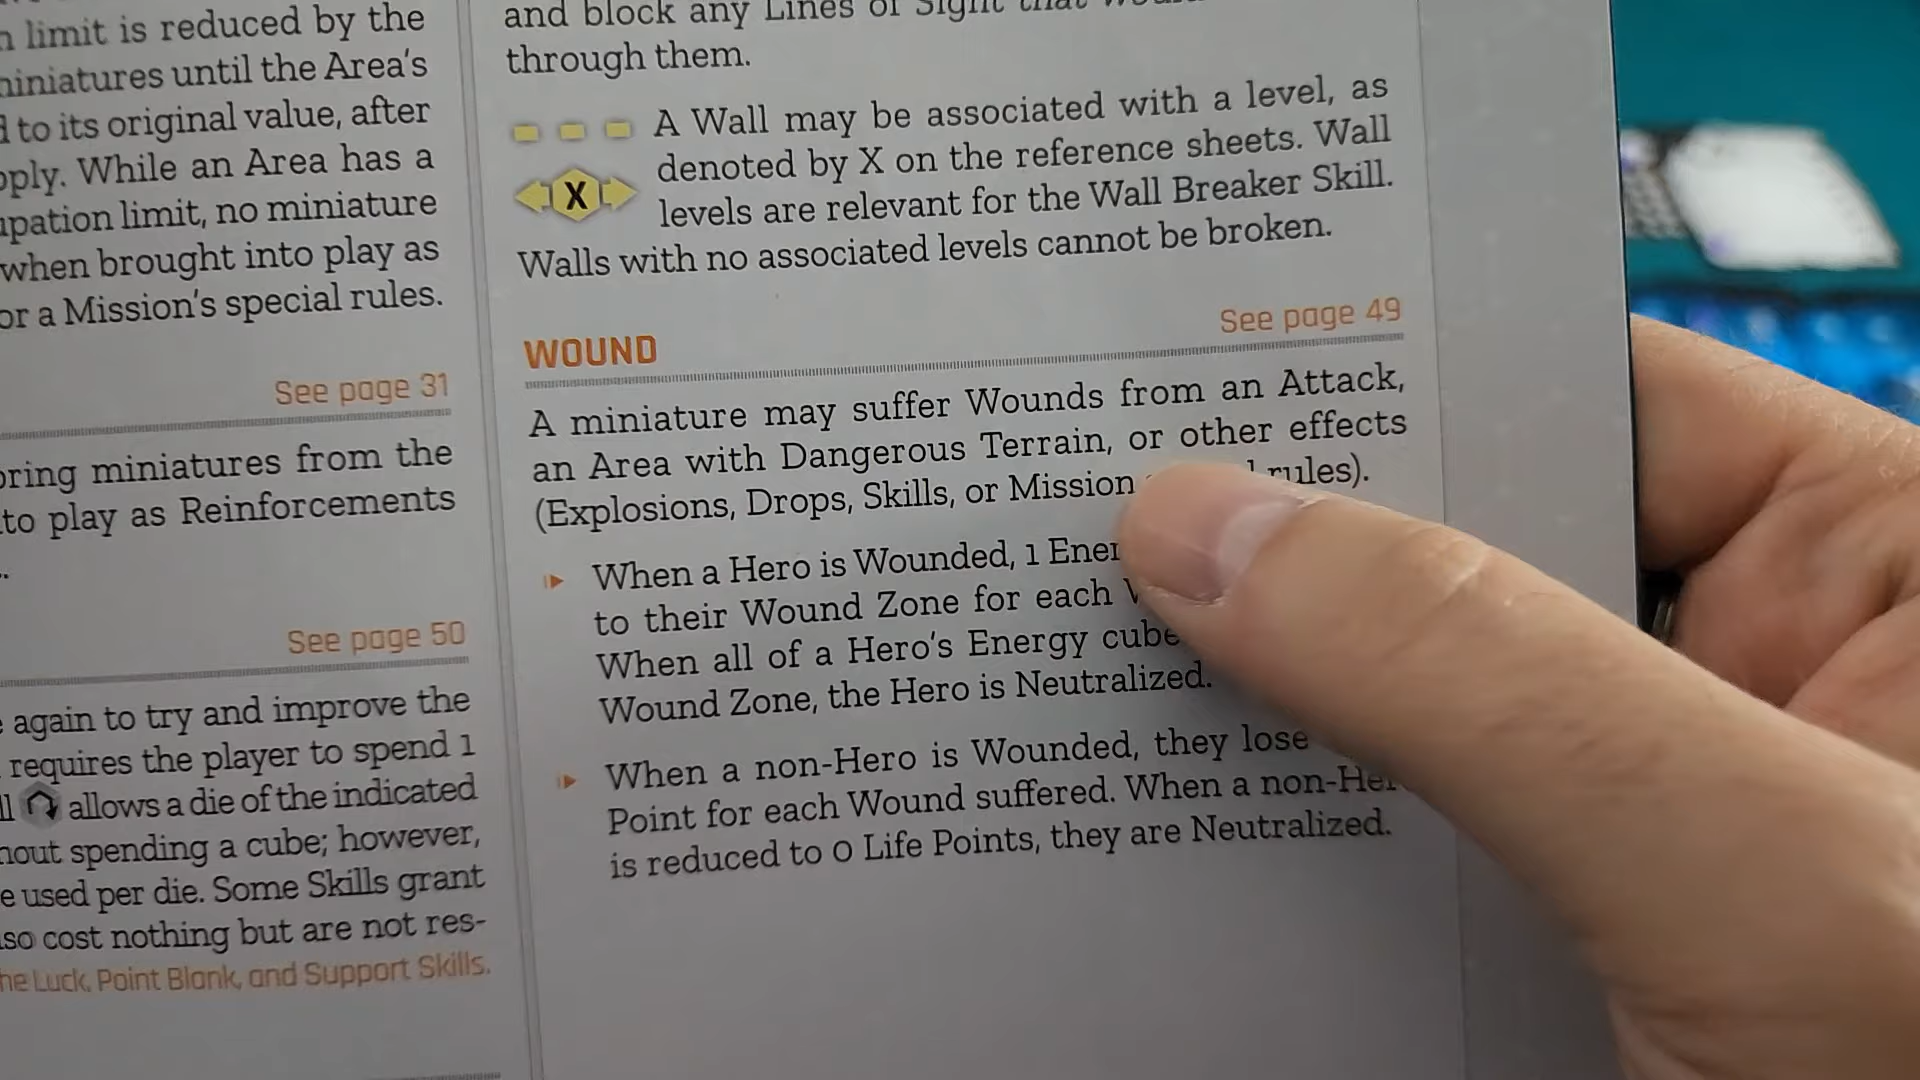 limit is reduced by the
miniatures until the Area's
to its original value, after
While an Area has a
limit, no miniature
when brought into play as
or a Mission's special rules.
See page 31
bring miniatures from the
to play as Reinforcements
See page 50
again to try and improve the
requires the player to spend 1
allows a die of the indicated
spending a cube; however,
used per die. Some Skills grant
cost nothing but are not res-
Luck, Point Blank, and Support Skills.
and block any Lines of Sight that
through them.
A Wall may be associated with a level, as
denoted by X on the reference sheets. Wall
X
levels are relevant for the Wall Breaker Skill.
Walls with no associated levels cannot be broken.
WOUND See page 49
A miniature may suffer Wounds from an Attack,
an Area with Dangerous Terrain, or other effects
(Explosions, Drops, Skills, or Mission rules).
When a Hero is Wounded, 1
to their Wound Zone for each
When all of a Hero's Energy
Wound Zone, the Hero is Neutralized.
When a non-Hero is Wounded, they lose
Point for each Wound suffered. When a
is reduced to 0 Life Points, they are Neutralized.